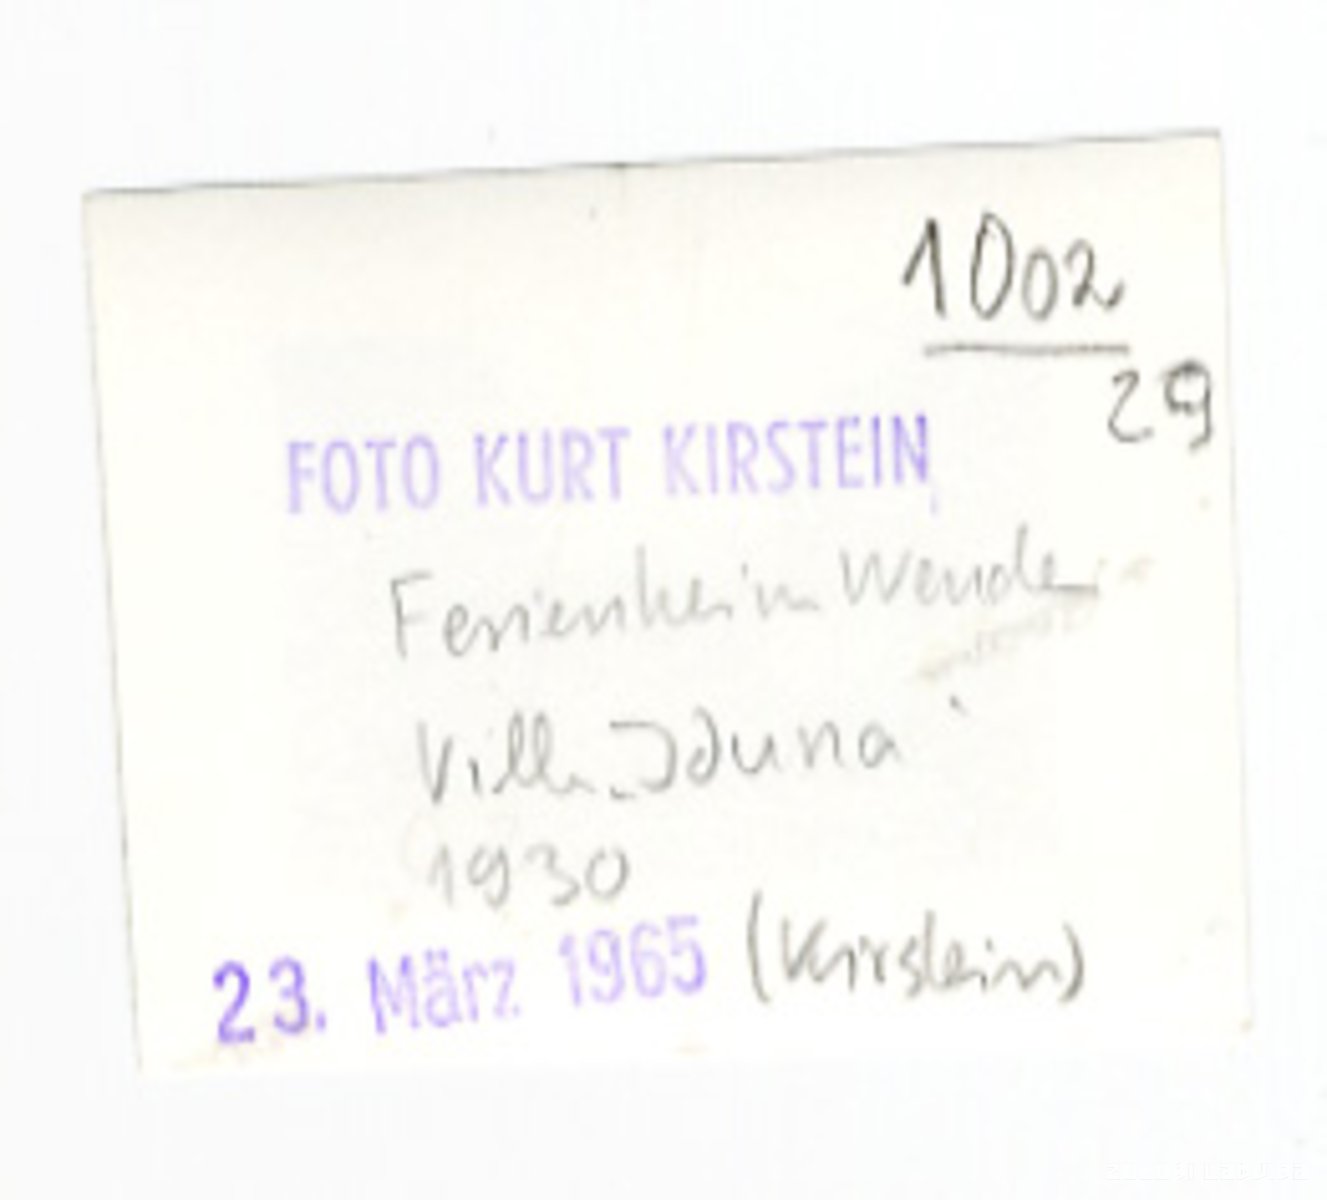 1002
29
FOTO KURT KIRSTEIN
Ferienheim Wende
Villa „Iduna"
1930
23. März 1965 (Kirstein)